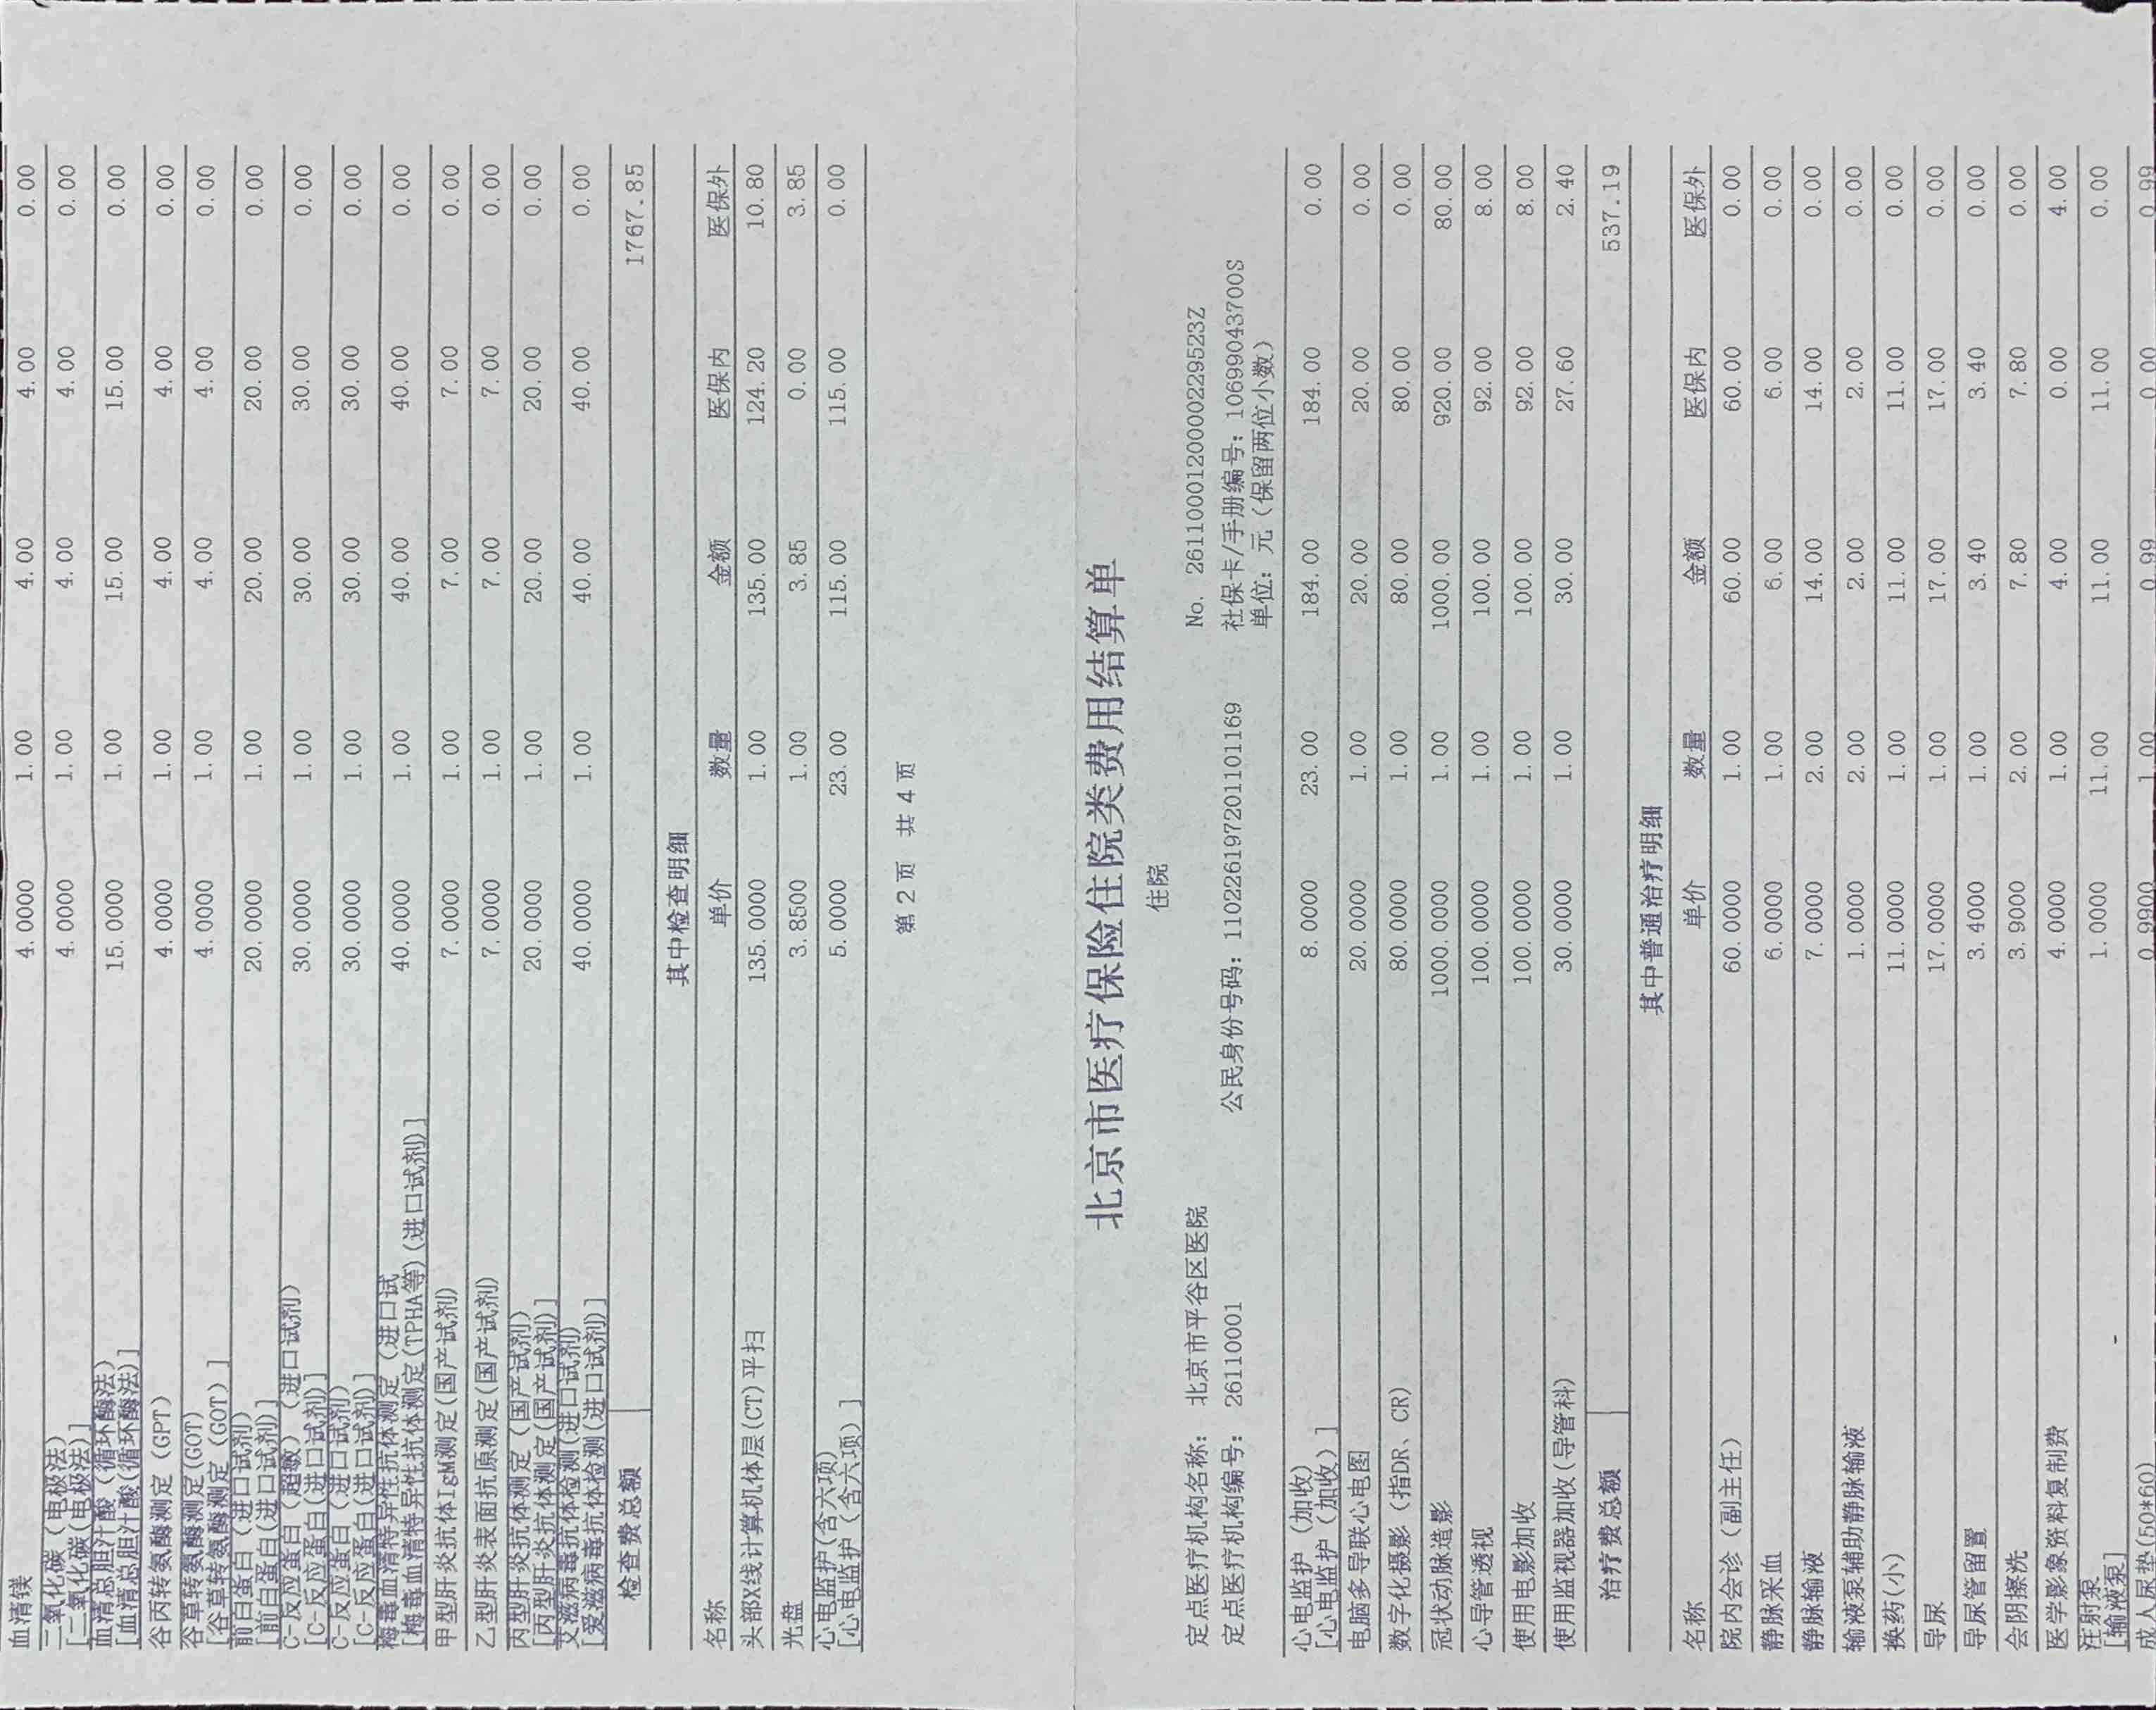 血清镁 4.0000 1.00 4.00 4.00 0.00
二氧化碳（电极法）
[二氧化碳(电极法)] 4.0000 1.00 4.00 4.00 0.00
血清总胆汁酸（循环酶法）
[血清总胆汁酸(循环酶法)] 15.0000 1.00 15.00 15.00 0.00
谷丙转氨酶测定（GPT） 4.0000 1.00 4.00 4.00 0.00
谷草转氨酶测定(GOT)
[谷草转氨酶测定（GOT）] 4.0000 1.00 4.00 4.00 0.00
前白蛋白（进口试剂）
[前白蛋白(进口试剂)] 20.0000 1.00 20.00 20.00 0.00
C-反应蛋白（超敏）（进口试剂）
[C-反应蛋白(进口试剂)] 30.0000 1.00 30.00 30.00 0.00
C-反应蛋白（进口试剂）
[C-反应蛋白(进口试剂)] 30.0000 1.00 30.00 30.00 0.00
梅毒血清特异性抗体测定（进口试
[梅毒血清特异性抗体测定(TPHA等)(进口试剂)] 40.0000 1.00 40.00 40.00 0.00
甲型肝炎抗体IgM测定(国产试剂) 7.0000 1.00 7.00 7.00 0.00
乙型肝炎表面抗原测定(国产试剂) 7.0000 1.00 7.00 7.00 0.00
丙型肝炎抗体测定（国产试剂）
[丙型肝炎抗体测定(国产试剂)] 20.0000 1.00 20.00 20.00 0.00
艾滋病毒抗体检测(进口试剂)
[爱滋病毒抗体检测(进口试剂)] 40.0000 1.00 40.00 40.00 0.00
检查费总额 1767.85
其中检查明细
名称 单价 数量 金额 医保内 医保外
头部X线计算机体层(CT)平扫 135.0000 1.00 135.00 124.20 10.80
光盘 3.8500 1.00 3.85 0.00 3.85
心电监护(含六项)
[心电监护（含六项）] 5.0000 23.00 115.00 115.00 0.00
第2页 共4页
北京市医疗保险住院类费用结算单
住院
定点医疗机构名称： 北京市平谷区医院 No. 26110001200002229523Z
定点医疗机构编号： 26110001 公民身份号码：110226197201101169 社保卡/手册编号：10699043700S
单位：元（保留两位小数）
心电监护（加收）
[心电监护（加收）] 8.0000 23.00 184.00 184.00 0.00
电脑多导联心电图 20.0000 1.00 20.00 20.00 0.00
数字化摄影（指DR、CR） 80.0000 1.00 80.00 80.00 0.00
冠状动脉造影 1000.0000 1.00 1000.00 920.00 80.00
心导管透视 100.0000 1.00 100.00 92.00 8.00
使用电影加收 100.0000 1.00 100.00 92.00 8.00
使用监视器加收(导管科) 30.0000 1.00 30.00 27.60 2.40
治疗费总额 537.19
其中普通治疗明细
名称 单价 数量 金额 医保内 医保外
院内会诊（副主任） 60.0000 1.00 60.00 60.00 0.00
静脉采血 6.0000 1.00 6.00 6.00 0.00
静脉输液 7.0000 2.00 14.00 14.00 0.00
输液泵辅助静脉输液 1.0000 2.00 2.00 2.00 0.00
换药(小) 11.0000 1.00 11.00 11.00 0.00
导尿 17.0000 1.00 17.00 17.00 0.00
导尿管留置 3.4000 1.00 3.40 3.40 0.00
会阴擦洗 3.9000 2.00 7.80 7.80 0.00
医学影象资料复制费 4.0000 1.00 4.00 0.00 4.00
注射泵
[输液泵] 1.0000 11.00 11.00 11.00 0.00
成人尿垫(50*60) 0.9900 1.00 0.99 0.00 0.99